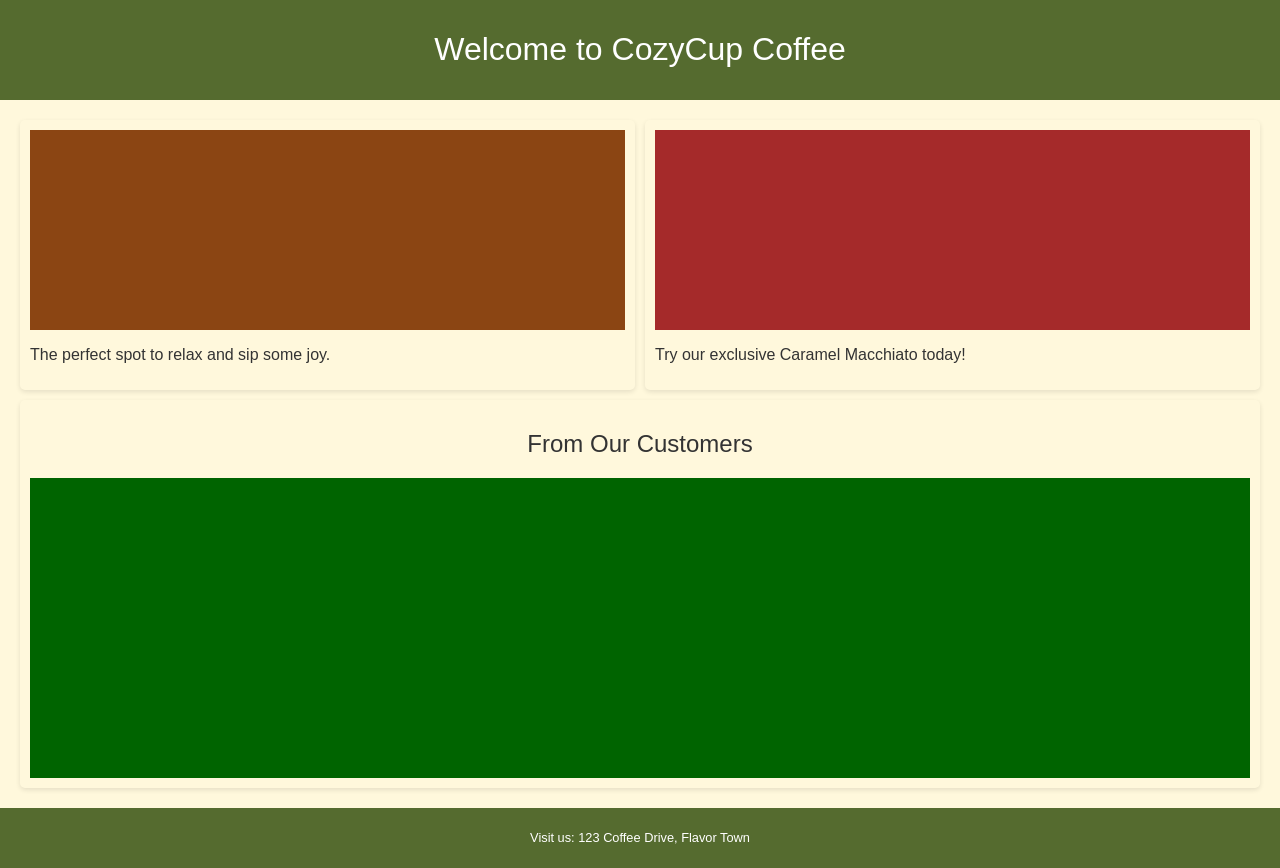 Welcome to CozyCup Coffee
The perfect spot to relax and sip some joy.
Try our exclusive Caramel Macchiato today!
From Our Customers
Visit us: 123 Coffee Drive, Flavor Town